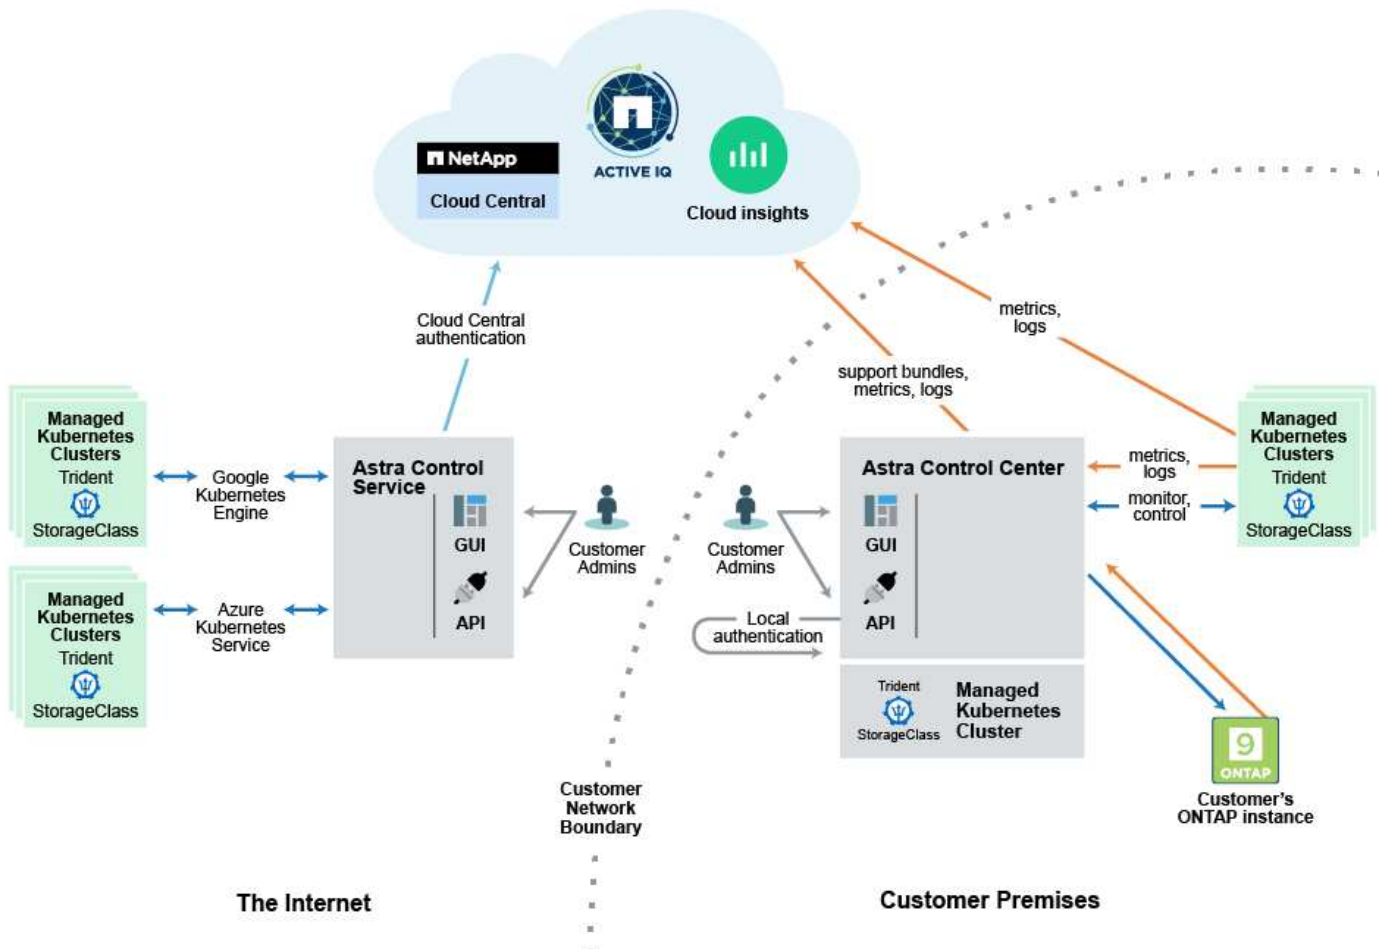 NetApp
Cloud Central
ACTIVE IQ
Cloud insights
Cloud Central
authentication
metrics,
logs
support bundles,
metrics, logs
Managed
Kubernetes
Clusters
Trident
StorageClass
Google
Kubernetes
Engine
Managed
Kubernetes
Clusters
Trident
StorageClass
Azure
Kubernetes
Service
Astra Control
Service
GUI
API
Customer
Admins
Customer
Admins
Local
authentication
Astra Control Center
GUI
API
Trident
StorageClass
Managed
Kubernetes
Cluster
metrics,
logs
monitor,
control
Managed
Kubernetes
Clusters
Trident
StorageClass
9
ONTAP
Customer's
ONTAP instance
Customer
Network
Boundary
The Internet
Customer Premises